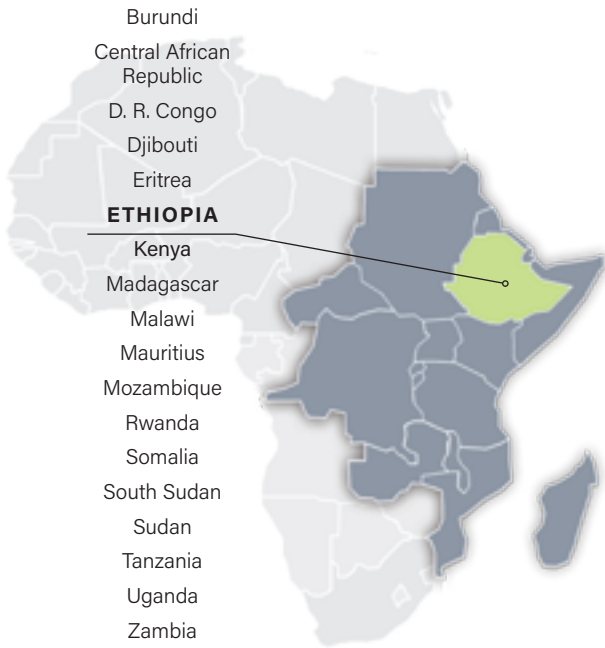 Burundi
Central African
Republic
D. R. Congo
Djibouti
Eritrea
ETHIOPIA
Kenya
Madagascar
Malawi
Mauritius
Mozambique
Rwanda
Somalia
South Sudan
Sudan
Tanzania
Uganda
Zambia